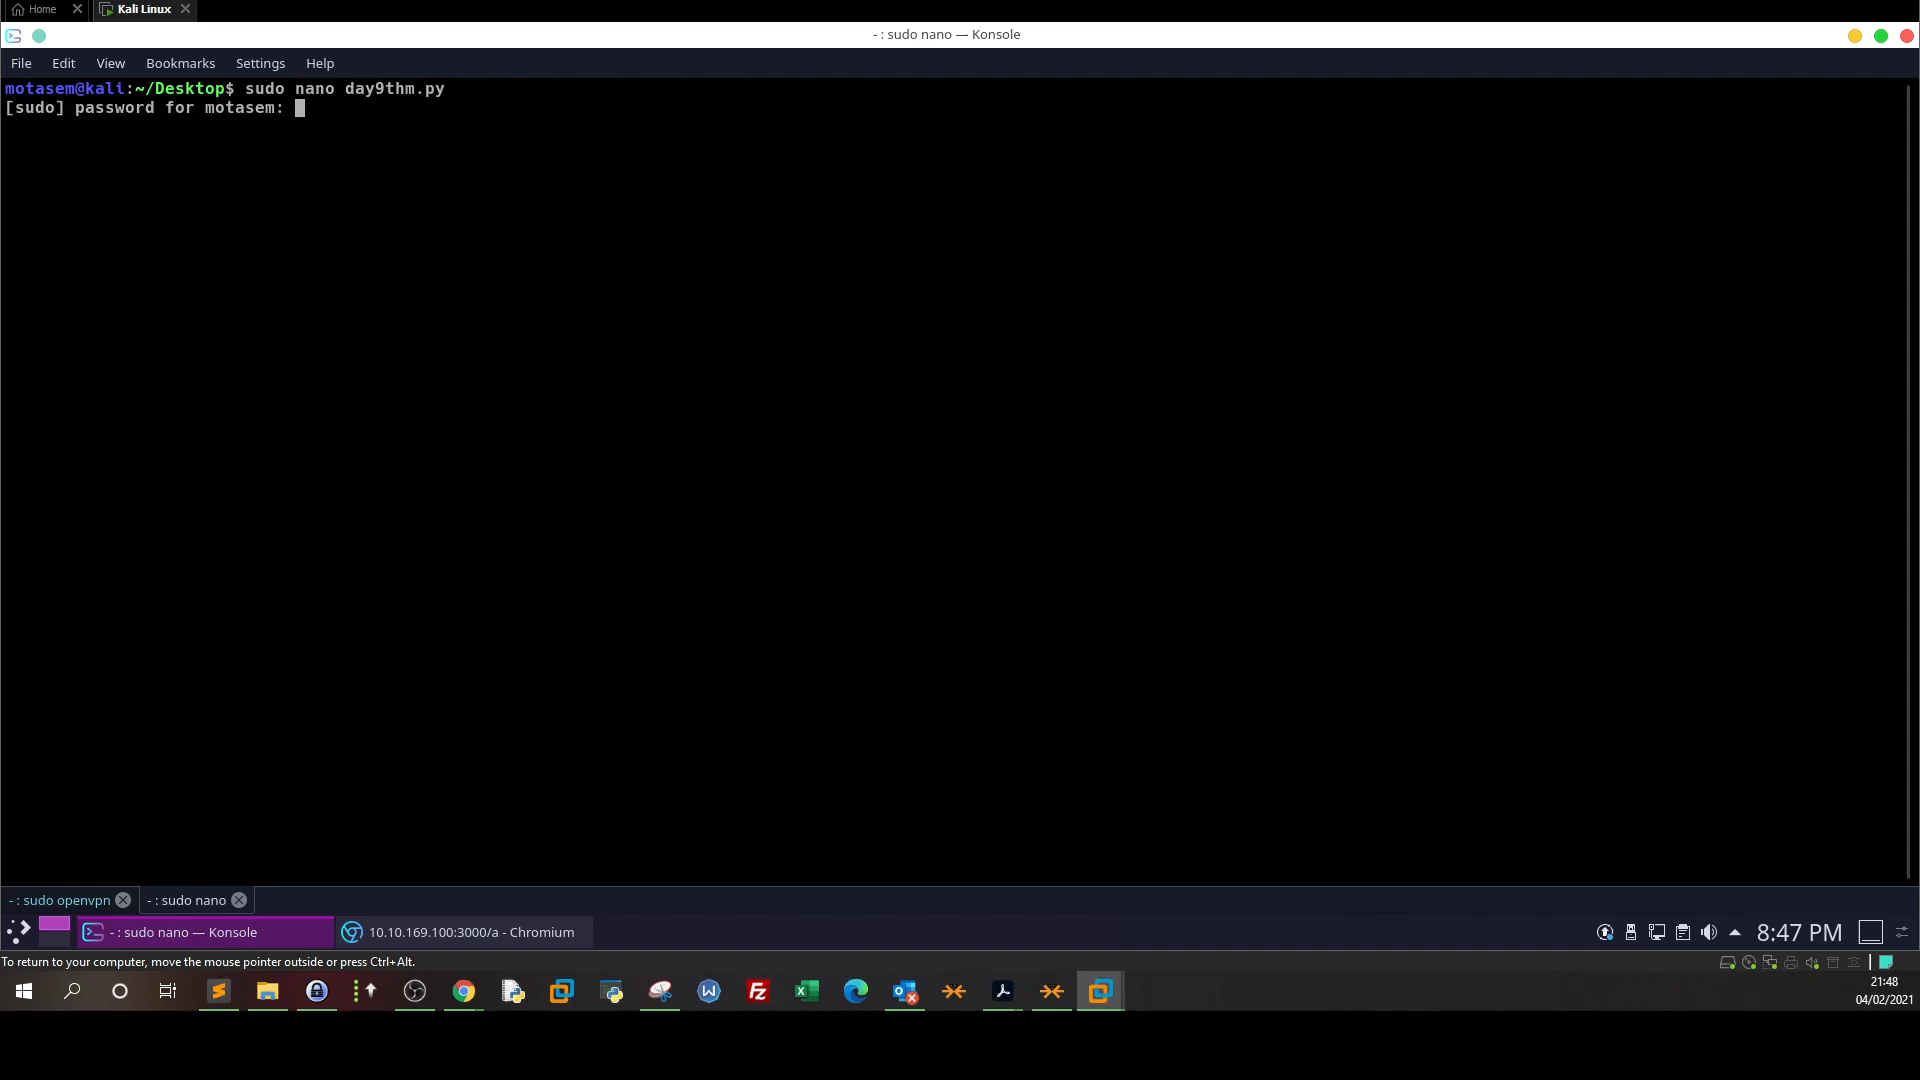 Home
Kali Linux
- : sudo nano — Konsole
File Edit View Bookmarks Settings Help
motasem@kali:~/Desktop$ sudo nano day9thm.py
[sudo] password for motasem:
- : sudo openvpn
- : sudo nano
- : sudo nano — Konsole
10.10.169.100:3000/a - Chromium
8:47 PM
To return to your computer, move the mouse pointer outside or press Ctrl+Alt.
21:48
04/02/2021